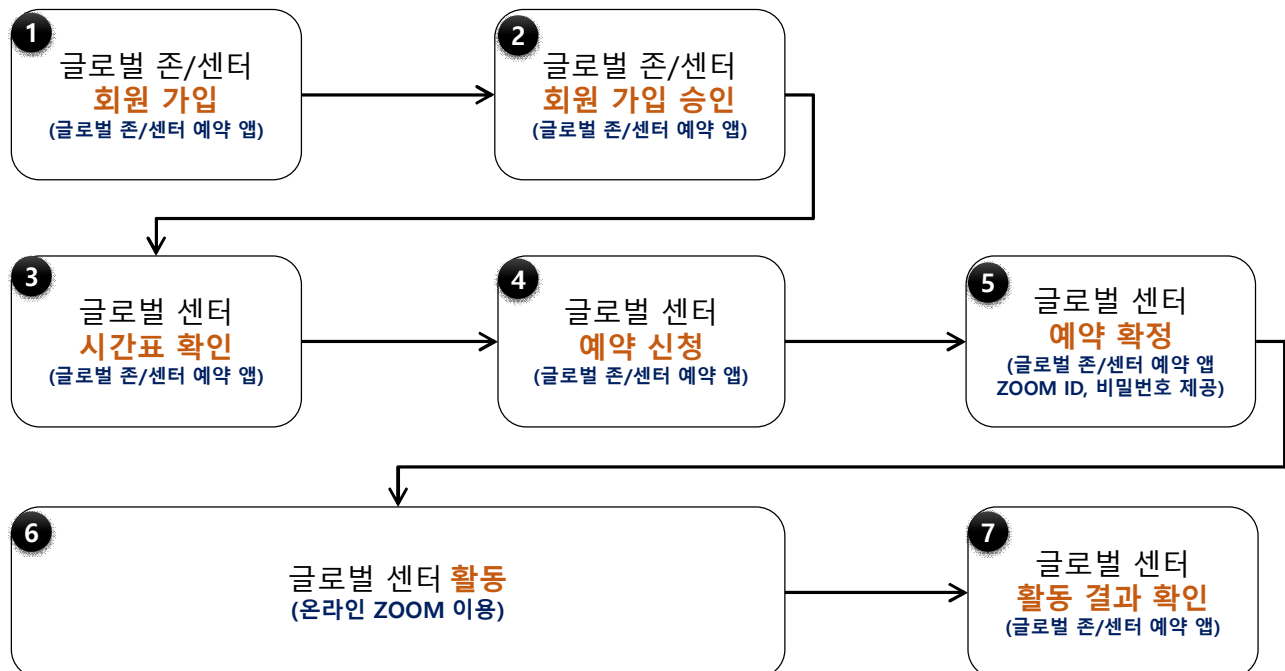 1
글로벌 존/센터
회원 가입
(글로벌 존/센터 예약 앱)
2
글로벌 존/센터
회원 가입 승인
(글로벌 존/센터 예약 앱)
3
글로벌 센터
시간표 확인
(글로벌 존/센터 예약 앱)
4
글로벌 센터
예약 신청
(글로벌 존/센터 예약 앱)
5
글로벌 센터
예약 확정
(글로벌 존/센터 예약 앱
ZOOM ID, 비밀번호 제공)
6
글로벌 센터 활동
(온라인 ZOOM 이용)
7
글로벌 센터
활동 결과 확인
(글로벌 존/센터 예약 앱)